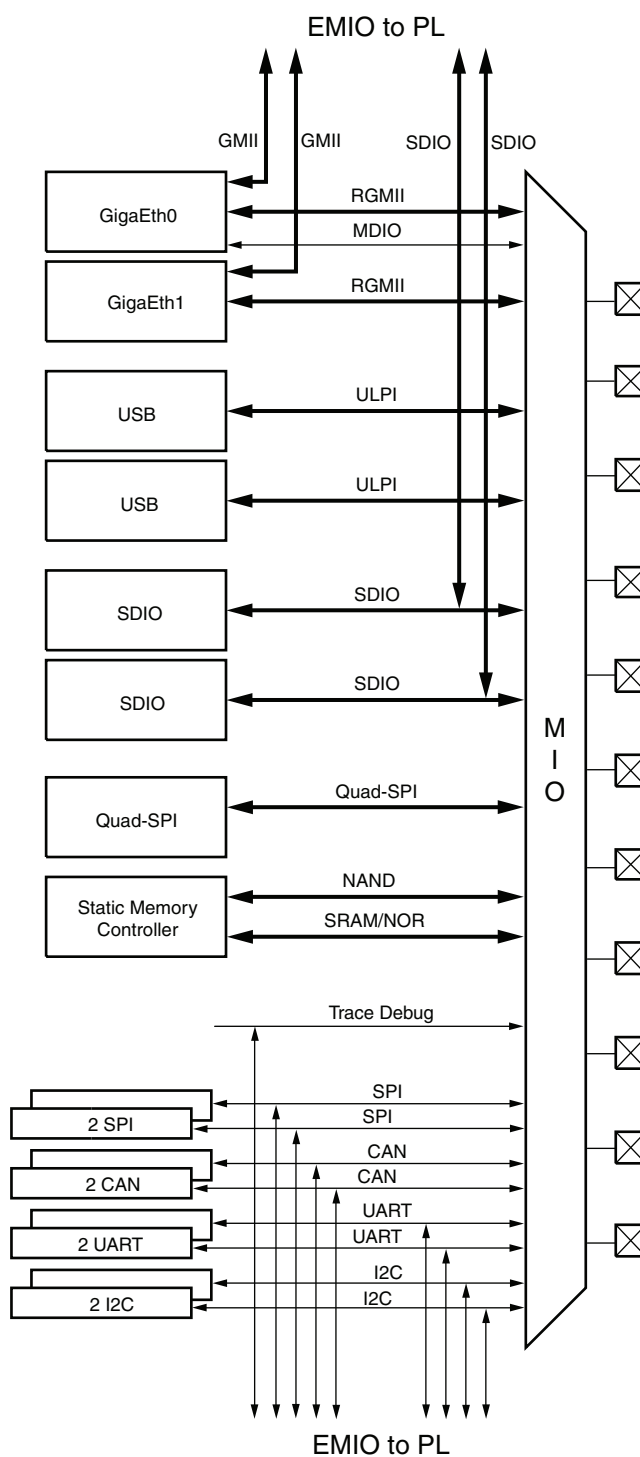 EMIO to PL
GMII
GMII
SDIO
SDIO
GigaEth0
RGMII
MDIO
GigaEth1
RGMII
USB
ULPI
USB
ULPI
SDIO
SDIO
SDIO
SDIO
M
I
O
Quad-SPI
Quad-SPI
Static Memory
Controller
NAND
SRAM/NOR
Trace Debug
SPI
2 SPI
SPI
CAN
2 CAN
CAN
UART
2 UART
UART
I2C
2 I2C
I2C
EMIO to PL